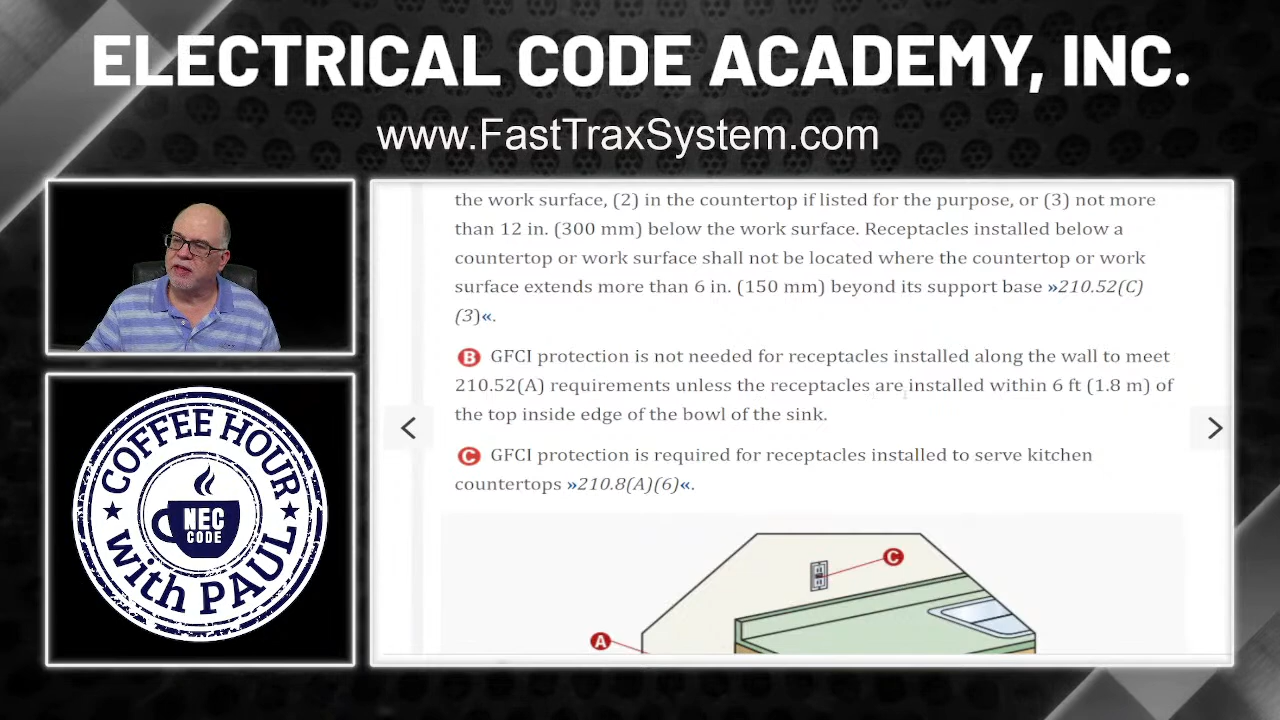 ELECTRICAL CODE ACADEMY, INC.
www.FastTraxSystem.com
the work surface, (2) in the countertop if listed for the purpose, or (3) not more
than 12 in. (300 mm) below the work surface. Receptacles installed below a
countertop or work surface shall not be located where the countertop or work
surface extends more than 6 in. (150 mm) beyond its support base »210.52(C)
(3)«.
B GFCI protection is not needed for receptacles installed along the wall to meet
210.52(A) requirements unless the receptacles are installed within 6 ft (1.8 m) of
the top inside edge of the bowl of the sink.
C GFCI protection is required for receptacles installed to serve kitchen
countertops »210.8(A)(6)«.
C
A
COFFEE HOUR
NEC
CODE
with PAUL